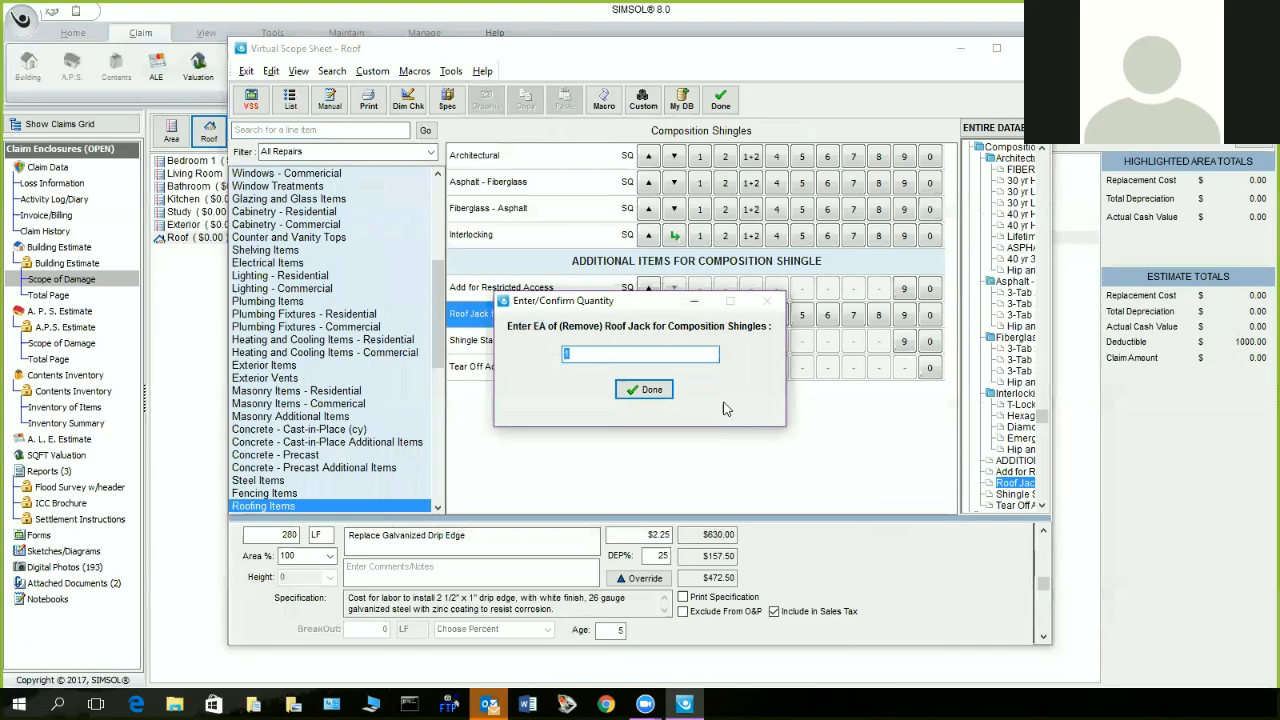 SIMSOL® 8.0
Home Claim View Tools Maintain Manage Help
Building A.P.S. Contents ALE Valuation
Show Claims Grid
Claim Enclosures (OPEN)
Claim Data
Loss Information
Activity Log/Diary
Invoice/Billing
Claim History
Building Estimate
Building Estimate
Scope of Damage
Total Page
A. P. S. Estimate
A.P.S. Estimate
Scope of Damage
Total Page
Contents Inventory
Contents Inventory
Inventory of Items
Inventory Summary
A. L. E. Estimate
SQFT Valuation
Reports (3)
Flood Survey w/header
ICC Brochure
Settlement Instructions
Forms
Sketches/Diagrams
Digital Photos (193)
Attached Documents (2)
Notebooks
Copyright © 2017, SIMSOL®
Area Roof
Bedroom 1 ($
Living Room
Bathroom ($
Kitchen ($0.0
Study ($0.00
Exterior ($0.
Roof ($0.00)
Virtual Scope Sheet - Roof
Exit Edit View Search Custom Macros Tools Help
VSS List Manual Print Dim Chk Spec Graphic Copy Paste Macro Custom My DB Done
Search for a line item Go
Filter : All Repairs
Windows - Commercial
Window Treatments
Glazing and Glass Items
Cabinetry - Residential
Cabinetry - Commercial
Counter and Vanity Tops
Shelving Items
Electrical Items
Lighting - Residential
Lighting - Commercial
Plumbing Items
Plumbing Fixtures - Residential
Plumbing Fixtures - Commercial
Heating and Cooling Items - Residential
Heating and Cooling Items - Commercial
Exterior Items
Exterior Vents
Masonry Items - Residential
Masonry Items - Commerical
Masonry Additional Items
Concrete - Cast-in-Place (cy)
Concrete - Cast-in-Place Additional Items
Concrete - Precast
Concrete - Precast Additional Items
Steel Items
Fencing Items
Roofing Items
Composition Shingles
Architectural SQ 1 2 1+2 4 5 6 7 8 9 0
Asphalt - Fiberglass SQ 1 2 1+2 4 5 6 7 8 9 0
Fiberglass - Asphalt SQ 1 2 1+2 4 5 6 7 8 9 0
Interlocking SQ 1 2 1+2 4 5 6 7 8 9 0
ADDITIONAL ITEMS FOR COMPOSITION SHINGLE
Add for Restricted Access - - - - - - - - 9 0
Roof Jack f 5 6 7 8 9 0
Shingle Sta - - - - 9 0
Tear Off Ad - - - - - 0
Enter/Confirm Quantity
Enter EA of (Remove) Roof Jack for Composition Shingles :
1
Done
ENTIRE DATAB
Compositio
Architectu
FIBER
30 yr H
30 yr L
40 yr H
40 yr L
Lifetim
ASPHA
40 yr 3
Hip an
Asphalt -
3-Tab
3-Tab
Hip an
Fiberglas
3-Tab
3-Tab
Hip an
Interlocki
T-Lock
Hexag
Diamo
Emerg
Hip an
ADDITIO
Add for R
Roof Jac
Shingle S
Tear Off A
280 LF Replace Galvanized Drip Edge $2.25 $630.00
Area %: 100 Enter Comments/Notes DEP%: 25 $157.50
Height: 0 Override $472.50
Specification: Cost for labor to install 2 1/2" x 1" drip edge, with white finish, 26 gauge
galvanized steel with zinc coating to resist corrosion.
Print Specification
Exclude From O&P Include in Sales Tax
BreakOut: 0 LF Choose Percent Age: 5
HIGHLIGHTED AREA TOTALS
Replacement Cost $ 0.00
Total Depreciation $ 0.00
Actual Cash Value $ 0.00
ESTIMATE TOTALS
Replacement Cost $ 0.00
Total Depreciation $ 0.00
Actual Cash Value $ 0.00
Deductible 1000.00
Claim Amount $ 0.00
FTP